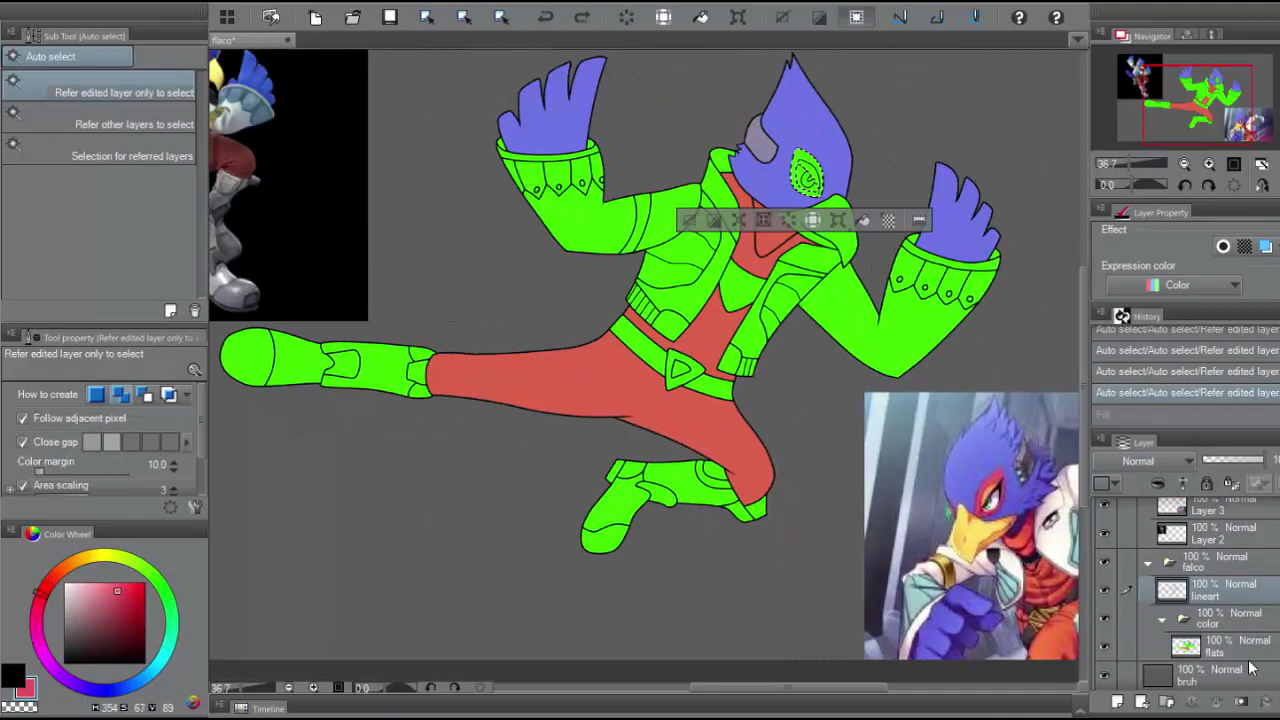 Sub Tool (Auto select)
Auto select
Refer edited layer only to select
Refer other layers to select
Selection for referred layers
Tool property (Refer edited layer only to
Refer edited layer only to select
How to create
Follow adjacent pixel
Close gap
Color margin 10.0
Area scaling 3
Color Wheel
H 354 S 67 V 89
flaco*
36.7 0.0
Timeline
Navigator
36.7
0.0
Layer Property
Effect
Expression color
Color
History
Auto select/Auto select/Refer edited layer
Auto select/Auto select/Refer edited layer
Auto select/Auto select/Refer edited layer
Auto select/Auto select/Refer edited layer
Fill
Layer
Normal 10
Layer 3
100 % Normal
Layer 2
100 % Normal
falco
100 % Normal
lineart
100 % Normal
color
100 % Normal
flats
100 % Normal
bruh